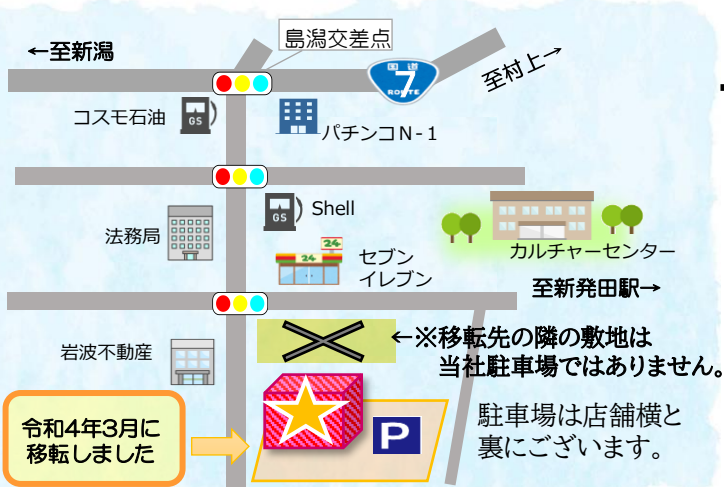 島潟交差点
←至新潟
国道
7
ROUTE
至村上→
コスモ石油
GS
パチンコN-1
GS
Shell
法務局
24
24
セブン
イレブン
カルチャーセンター
至新発田駅→
岩波不動産
←※移転先の隣の敷地は
当社駐車場ではありません。
令和4年3月に
移転しました
P
駐車場は店舗横と
裏にございます。